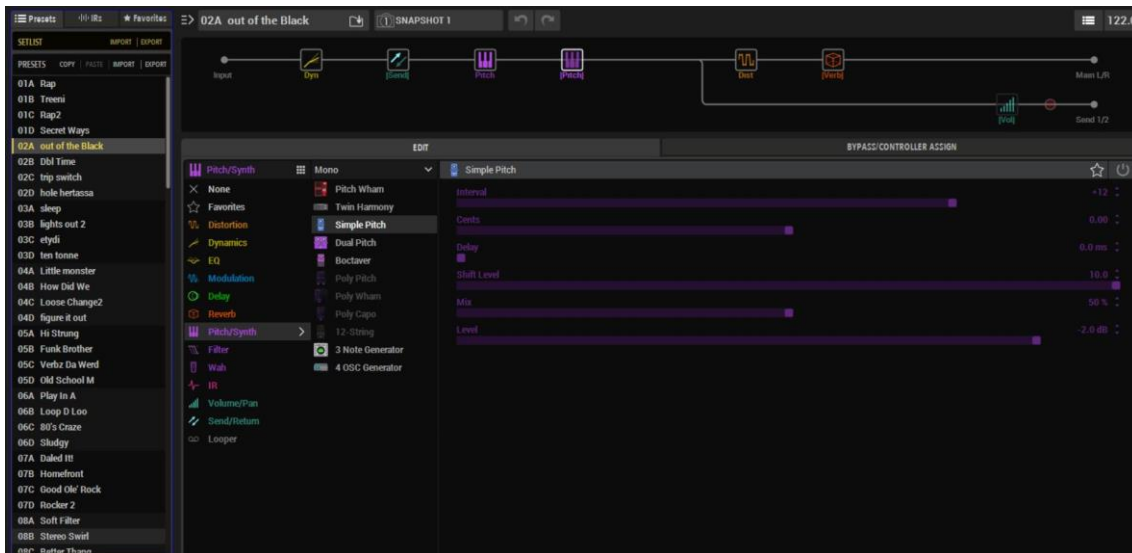 Presets IRs Favorites
SETLIST IMPORT | EXPORT
PRESETS COPY | PASTE | IMPORT | EXPORT
01A Rap
01B Treeni
01C Rap2
01D Secret Ways
02A out of the Black
02B Dbl Time
02C trip switch
02D hole hertassa
03A sleep
03B lights out 2
03C etydi
03D ten tonne
04A Little monster
04B How Did We
04C Loose Change2
04D figure it out
05A Hi Strung
05B Funk Brother
05C Verbz Da Werd
05D Old School M
06A Play In A
06B Loop D Loo
06C 80's Craze
06D Sludgy
07A Daled It!
07B Homefront
07C Good Ole' Rock
07D Rocker 2
08A Soft Filter
08B Stereo Swirl
08C Better Thang
02A out of the Black
1 SNAPSHOT 1
122.0
Input
Dyn
[Send]
Pitch
[Pitch]
Dist
[Verb]
Main L/R
[Vol]
Send 1/2
EDIT
BYPASS/CONTROLLER ASSIGN
Pitch/Synth
None
Favorites
Distortion
Dynamics
EQ
Modulation
Delay
Reverb
Pitch/Synth
Filter
Wah
IR
Volume/Pan
Send/Return
Looper
Mono
Pitch Wham
Twin Harmony
Simple Pitch
Dual Pitch
Boctaver
Poly Pitch
Poly Wham
Poly Capo
12-String
3 Note Generator
4 OSC Generator
Simple Pitch
Interval +12
Cents 0.00
Delay 0.0 ms
Shift Level 10.0
Mix 50 %
Level -2.0 dB